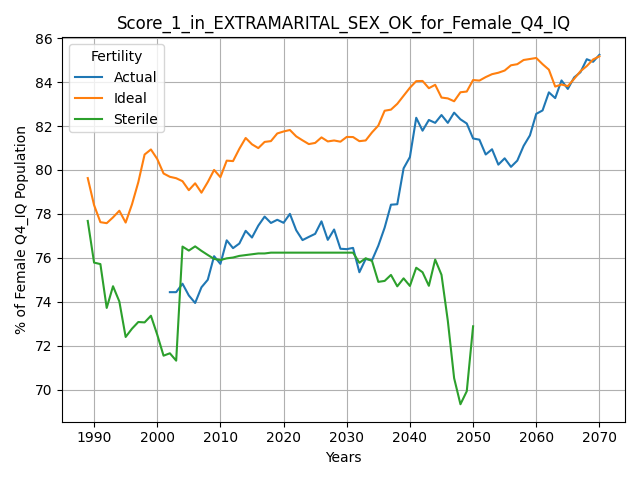 Score_1_in_EXTRAMARITAL_SEX_OK_for_Female_Q4_IQ
Fertility
Actual
Ideal
Sterile
% of Female Q4_IQ Population
86
84
82
80
78
76
74
72
70
1990 2000 2010 2020 2030 2040 2050 2060 2070
Years